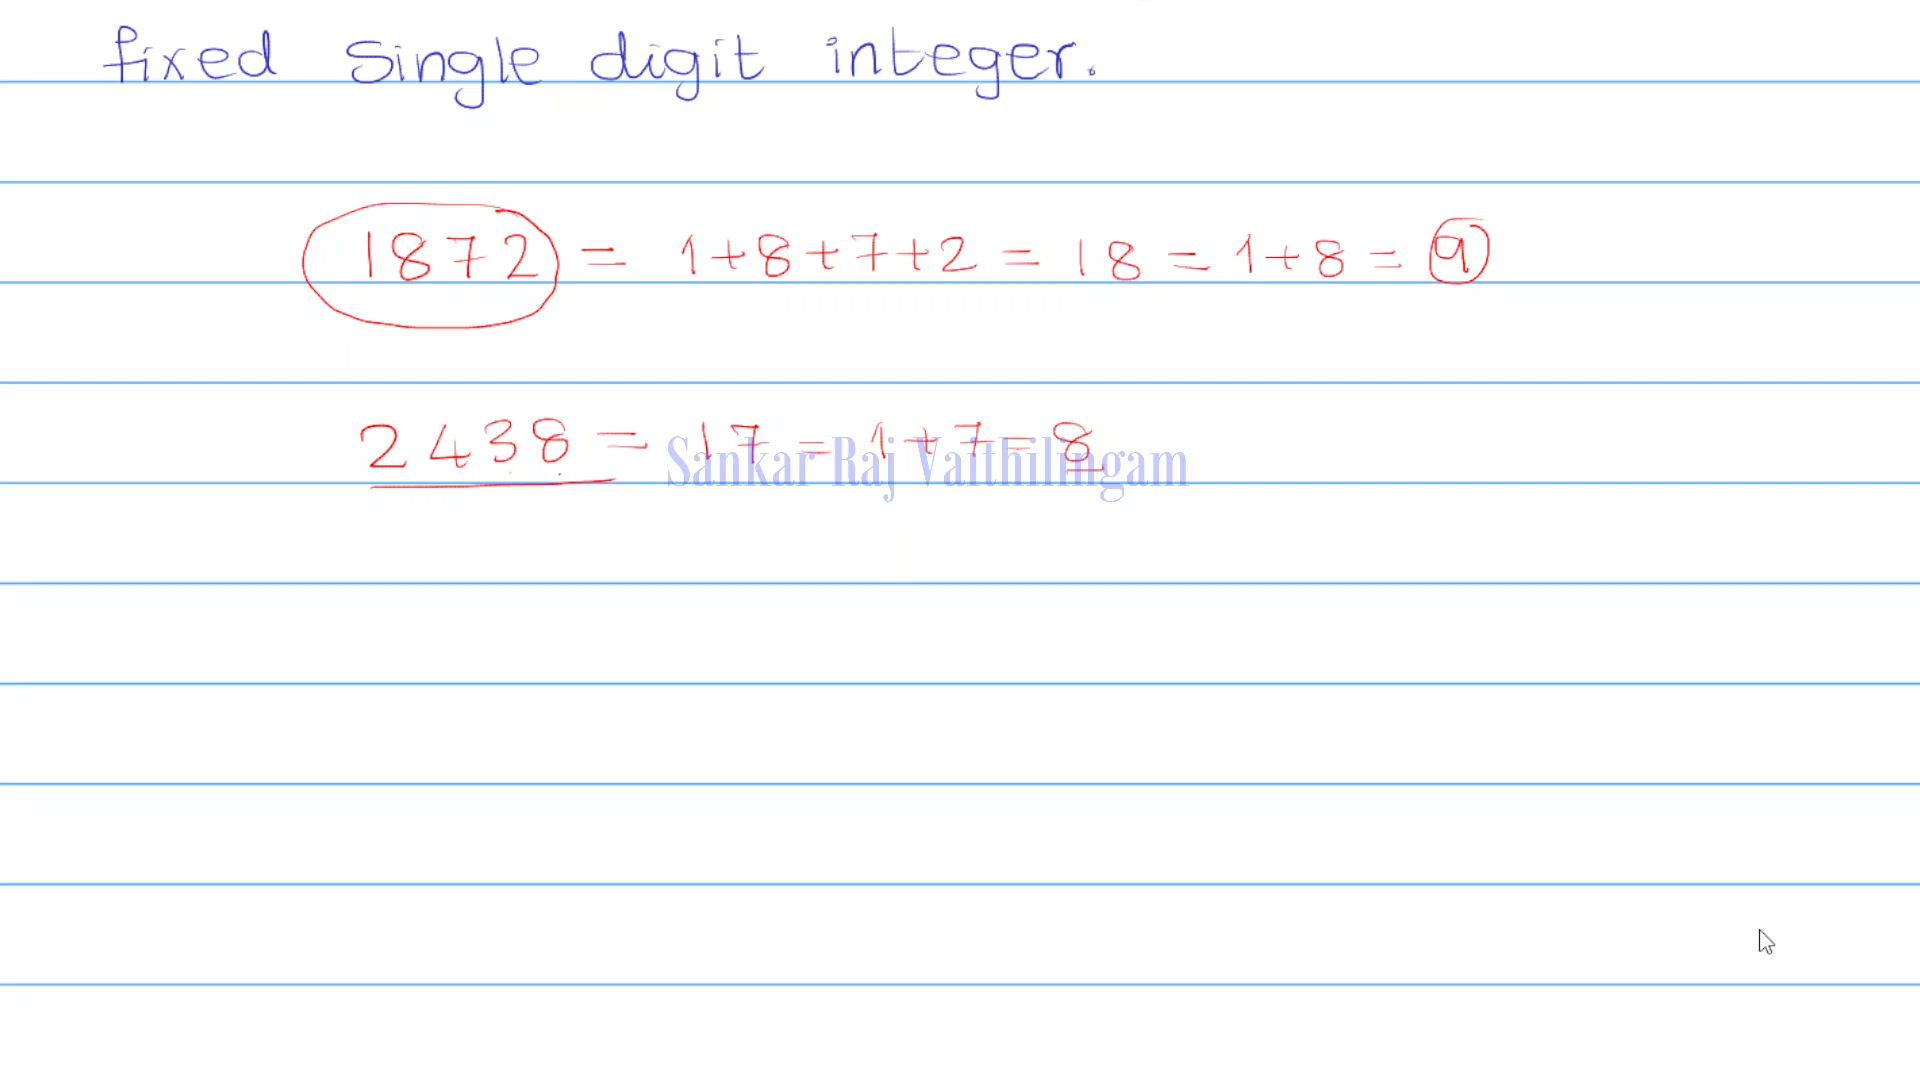 fixed single digit integer.
1872 = 1+8+7+2 = 18 = 1+8 = 9
2438 = 17 = 1+7 = 8
Sankar Raj Vaithilingam